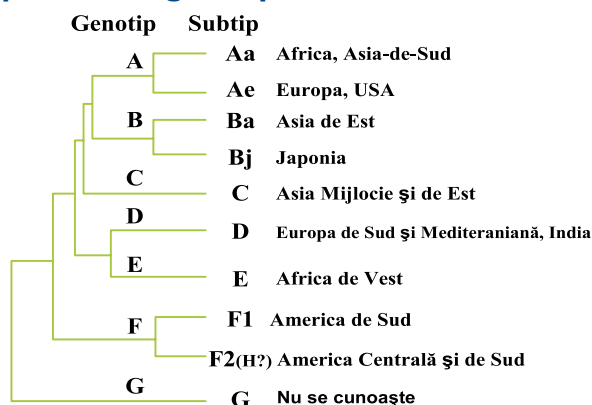 Genotip Subtip
A Aa Africa, Asia-de-Sud
Ae Europa, USA
B Ba Asia de Est
Bj Japonia
C C Asia Mijlocie şi de Est
D D Europa de Sud şi Mediteraniană, India
E E Africa de Vest
F F1 America de Sud
F2(H?) America Centrală şi de Sud
G G Nu se cunoaşte